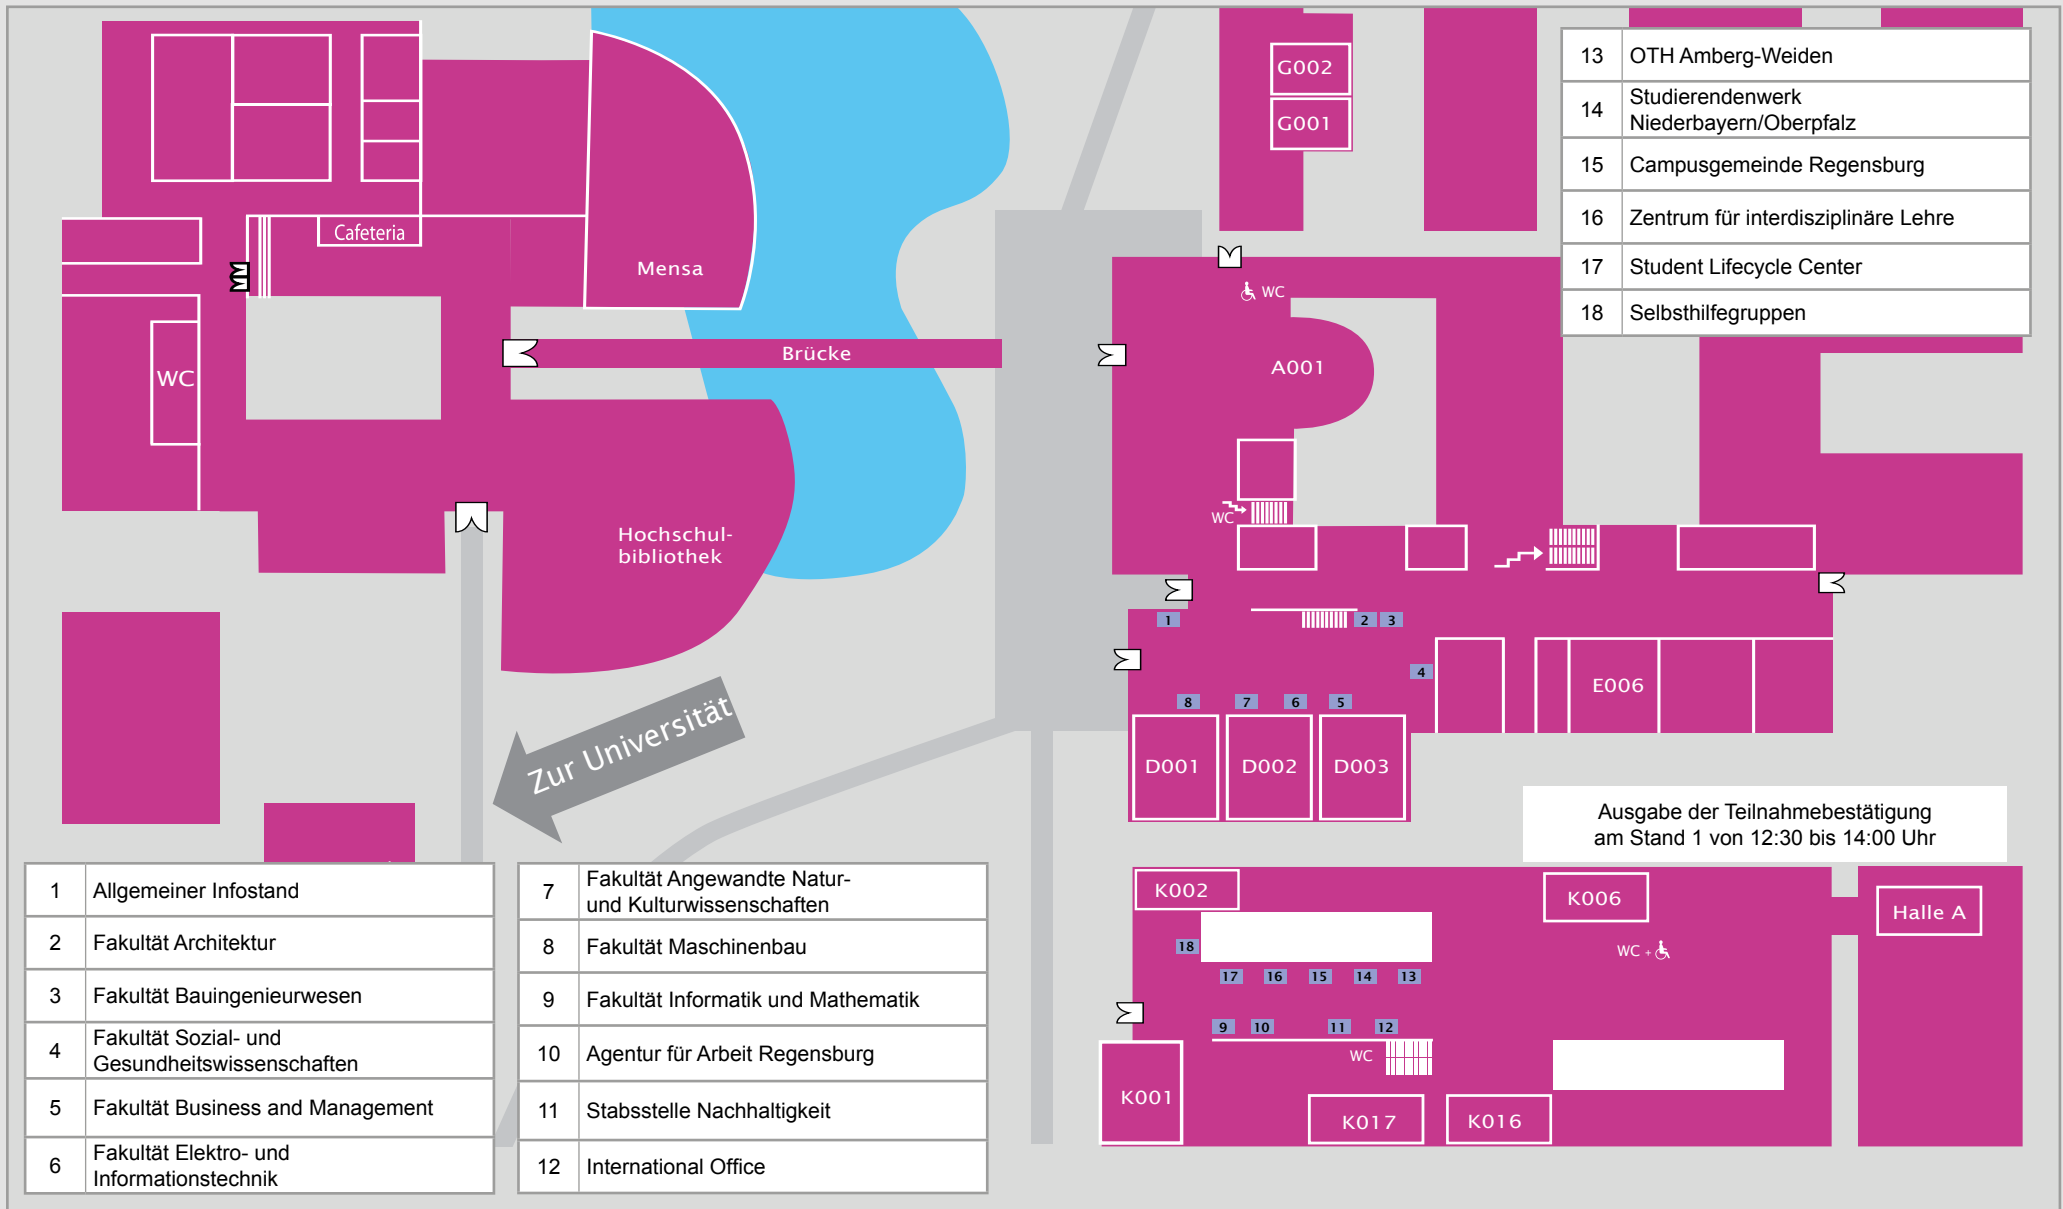 G002
G001
13 OTH Amberg-Weiden
14 Studierendenwerk
Niederbayern/Oberpfalz
15 Campusgemeinde Regensburg
16 Zentrum für interdisziplinäre Lehre
17 Student Lifecycle Center
18 Selbsthilfegruppen
Cafeteria
Mensa
WC
Brücke
WC
A001
WC
Hochschul-
bibliothek
1
2 3
4
E006
8 7 6 5
D001 D002 D003
Zur Universität
Ausgabe der Teilnahmebestätigung
am Stand 1 von 12:30 bis 14:00 Uhr
K002
K006
Halle A
18
WC +
17 16 15 14 13
9 10 11 12
WC
K001
K017
K016
1 Allgemeiner Infostand
2 Fakultät Architektur
3 Fakultät Bauingenieurwesen
4 Fakultät Sozial- und
Gesundheitswissenschaften
5 Fakultät Business and Management
6 Fakultät Elektro- und
Informationstechnik
7 Fakultät Angewandte Natur-
und Kulturwissenschaften
8 Fakultät Maschinenbau
9 Fakultät Informatik und Mathematik
10 Agentur für Arbeit Regensburg
11 Stabsstelle Nachhaltigkeit
12 International Office